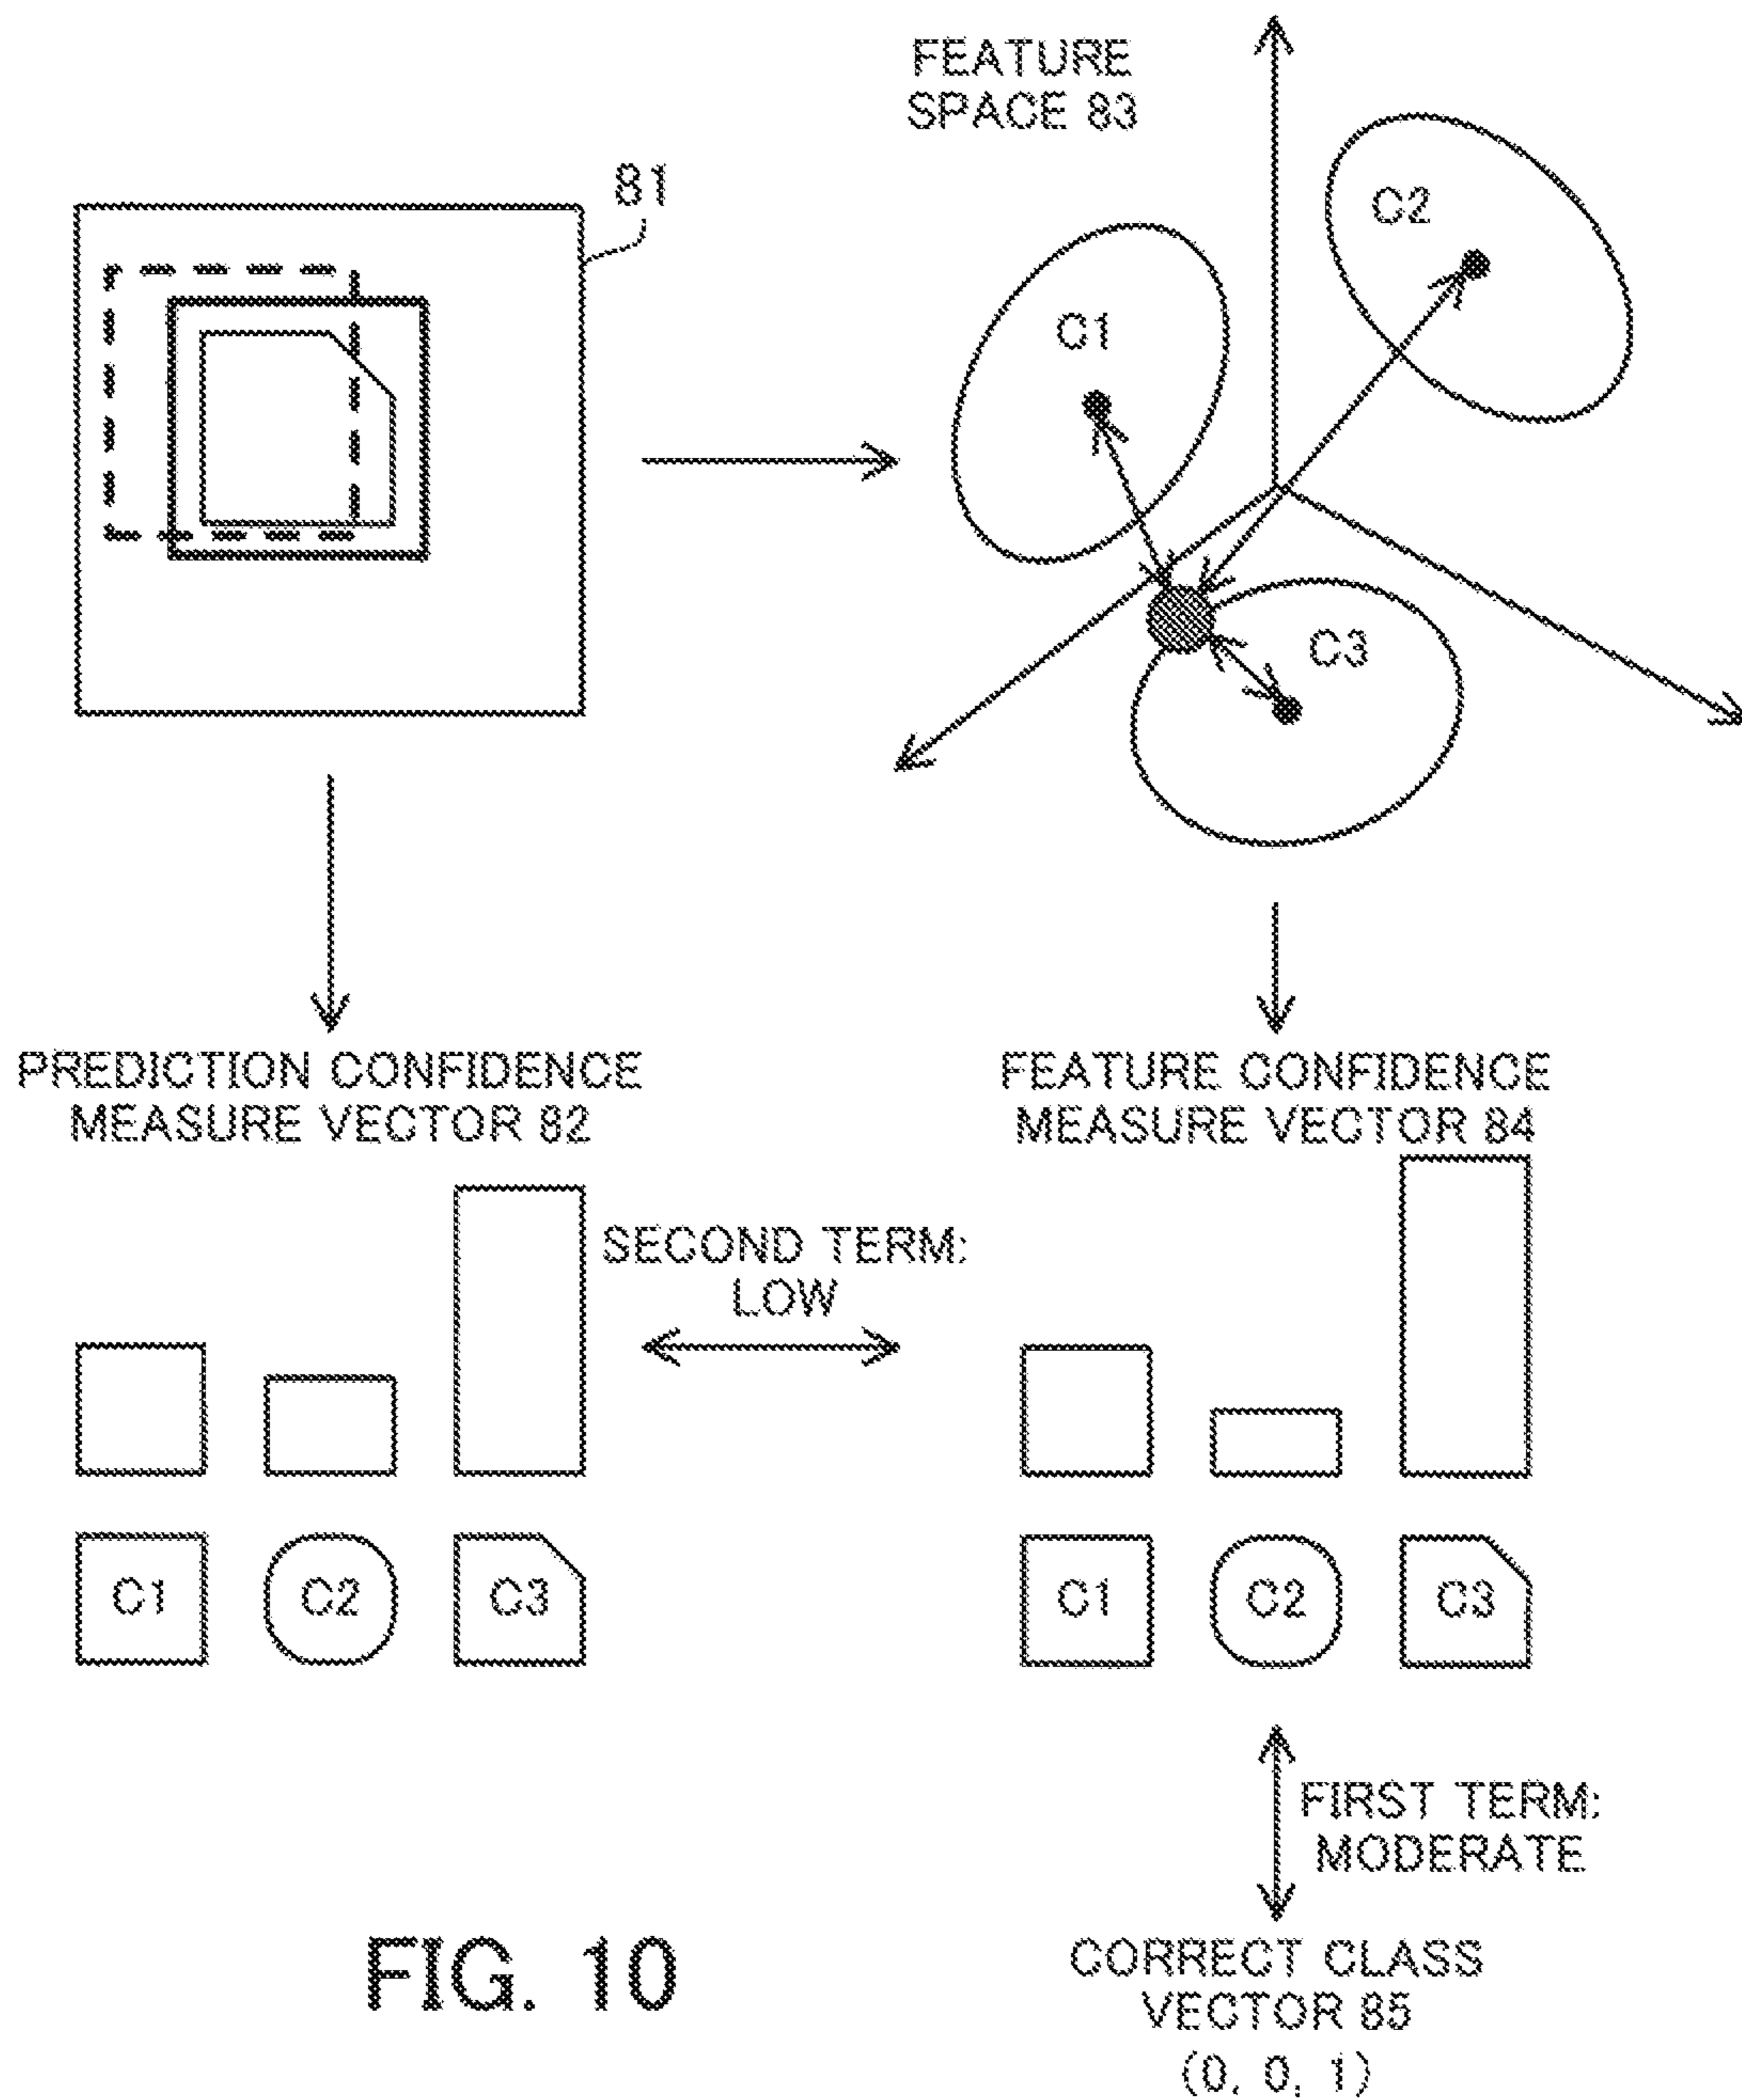 FEATURE
SPACE 83
81
C1
C2
C3
PREDICTION CONFIDENCE
MEASURE VECTOR 82
FEATURE CONFIDENCE
MEASURE VECTOR 84
SECOND TERM:
LOW
C1 C2 C3
C1 C2 C3
FIRST TERM:
MODERATE
CORRECT CLASS
VECTOR 85
(0, 0, 1)
FIG. 10